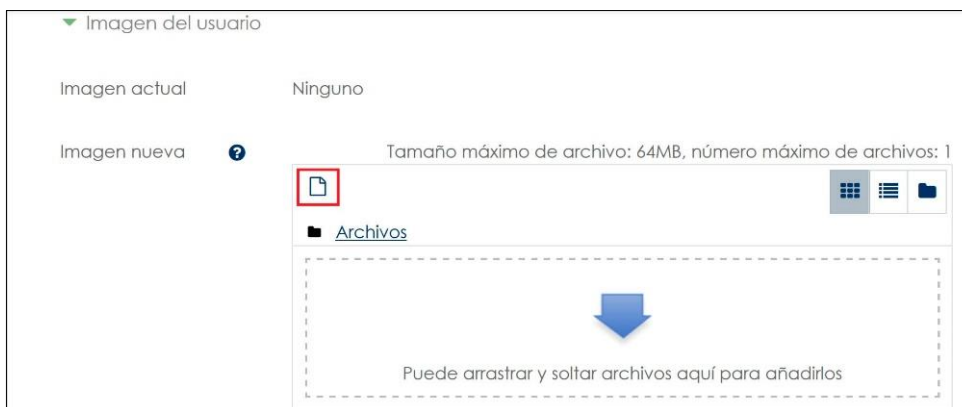 Imagen del usuario
Imagen actual Ninguno
Imagen nueva ? Tamaño máximo de archivo: 64MB, número máximo de archivos: 1
Archivos
Puede arrastrar y soltar archivos aquí para añadirlos